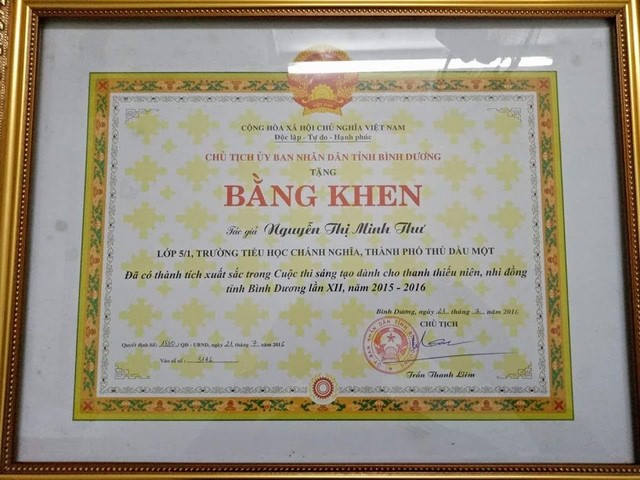 CỘNG HÒA XÃ HỘI CHỦ NGHĨA VIỆT NAM
Độc lập - Tự do - Hạnh phúc
CHỦ TỊCH ỦY BAN NHÂN DÂN TỈNH BÌNH DƯƠNG
TẶNG
BẰNG KHEN
Tác giả Nguyễn Thị Minh Thư
LỚP 5/1, TRƯỜNG TIỂU HỌC CHÁNH NGHĨA, THÀNH PHỐ THỦ DẦU MỘT
Đã có thành tích xuất sắc trong Cuộc thi sáng tạo dành cho thanh thiếu niên, nhi đồng
tỉnh Bình Dương lần XII, năm 2015 - 2016
Bình Dương, ngày 21 tháng 7 năm 2016
CHỦ TỊCH
Quyết định Số: /QĐ - UBND, ngày 21 tháng 7 năm 2016
Vào sổ số:
Trần Thanh Liêm